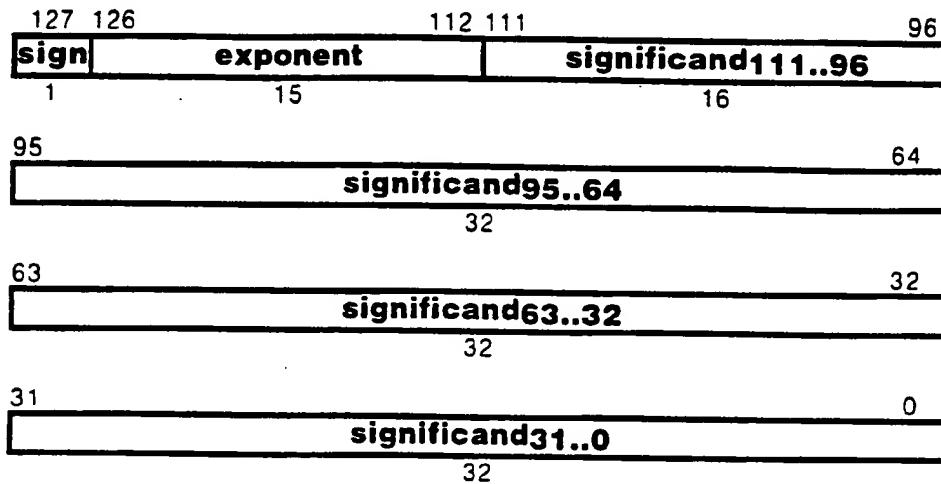 127 126 112 111 96
sign exponent significand111..96
1 15 16
95 64
significand95..64
32
63 32
significand63..32
32
31 0
significand31..0
32